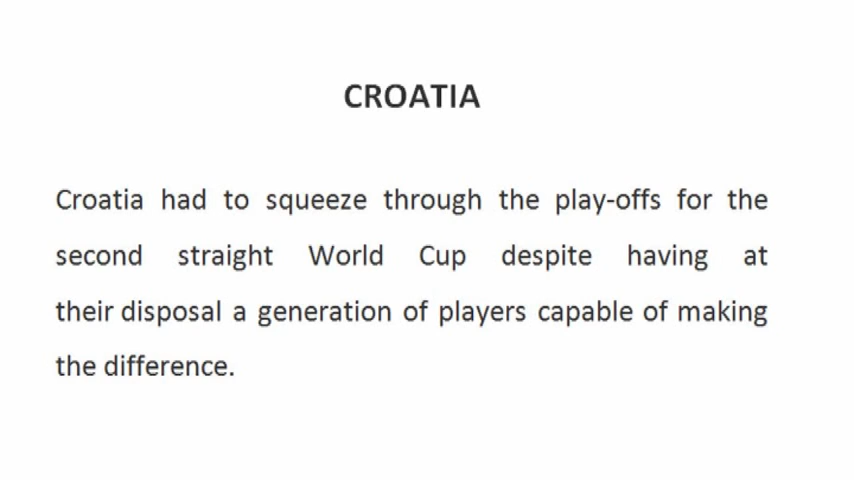 CROATIA
Croatia had to squeeze through the play-offs for the
second straight World Cup despite having at
their disposal a generation of players capable of making
the difference.